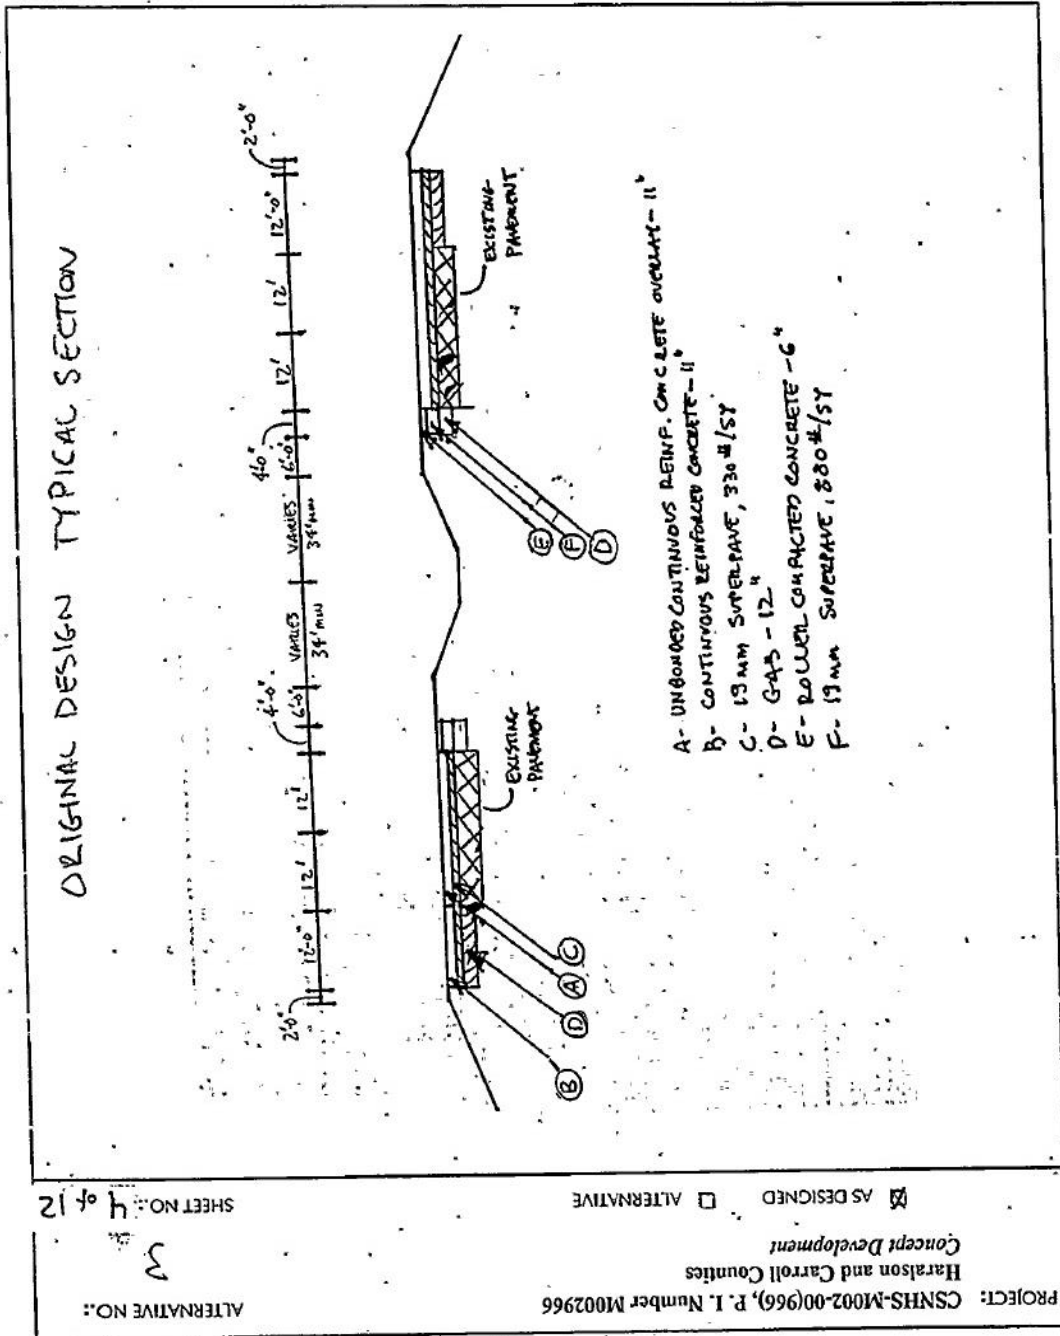 PROJECT: CSNHS-M002-00(966), P. I. Number M002966
Haralson and Carroll Counties
Concept Development
ALTERNATIVE NO.: 3
AS DESIGNED ALTERNATIVE
SHEET NO.: 4 of 12
ORIGINAL DESIGN TYPICAL SECTION
2'-0" 12'-0" 12' 12' 4'-0" 6'-0" VARIES 34' MIN VARIES 34' MIN 6'-0" 4'-0" 12' 12' 12'-0" 2'-0"
EXISTING PAVEMENT
EXISTING PAVEMENT
B D A C
E F D
A- UNBONDED CONTINUOUS REINF. CONCRETE OVERLAY - 11"
B- CONTINUOUS REINFORCED CONCRETE - 11"
C- 19 MM SUPERPAVE, 330 #/SY
D- GAB - 12"
E- ROLLER COMPACTED CONCRETE - 6"
F- 19 mm SUPERPAVE, 880 #/SY